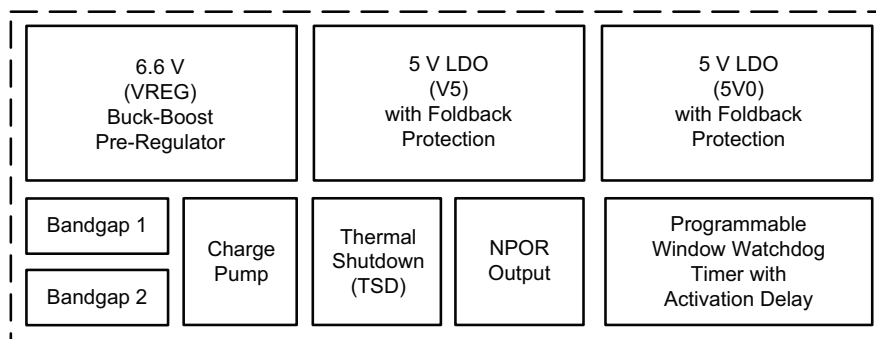 6.6 V
(VREG)
Buck-Boost
Pre-Regulator
5 V LDO
(V5)
with Foldback
Protection
5 V LDO
(5V0)
with Foldback
Protection
Bandgap 1
Bandgap 2
Charge
Pump
Thermal
Shutdown
(TSD)
NPOR
Output
Programmable
Window Watchdog
Timer with
Activation Delay